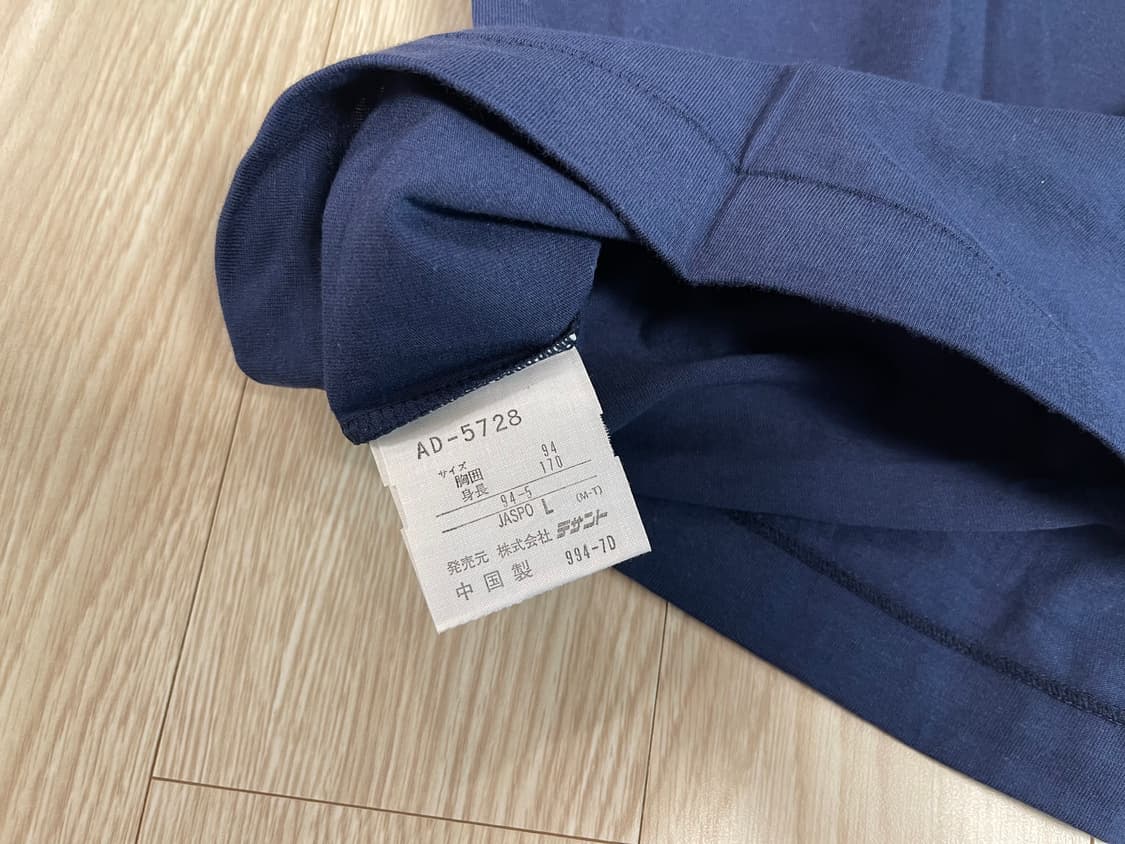 AD-5728
サイズ
胸囲 94
身長 170
94-5
JASPO L (M-T)
発売元 株式会社 デサント
中国製 994-7D